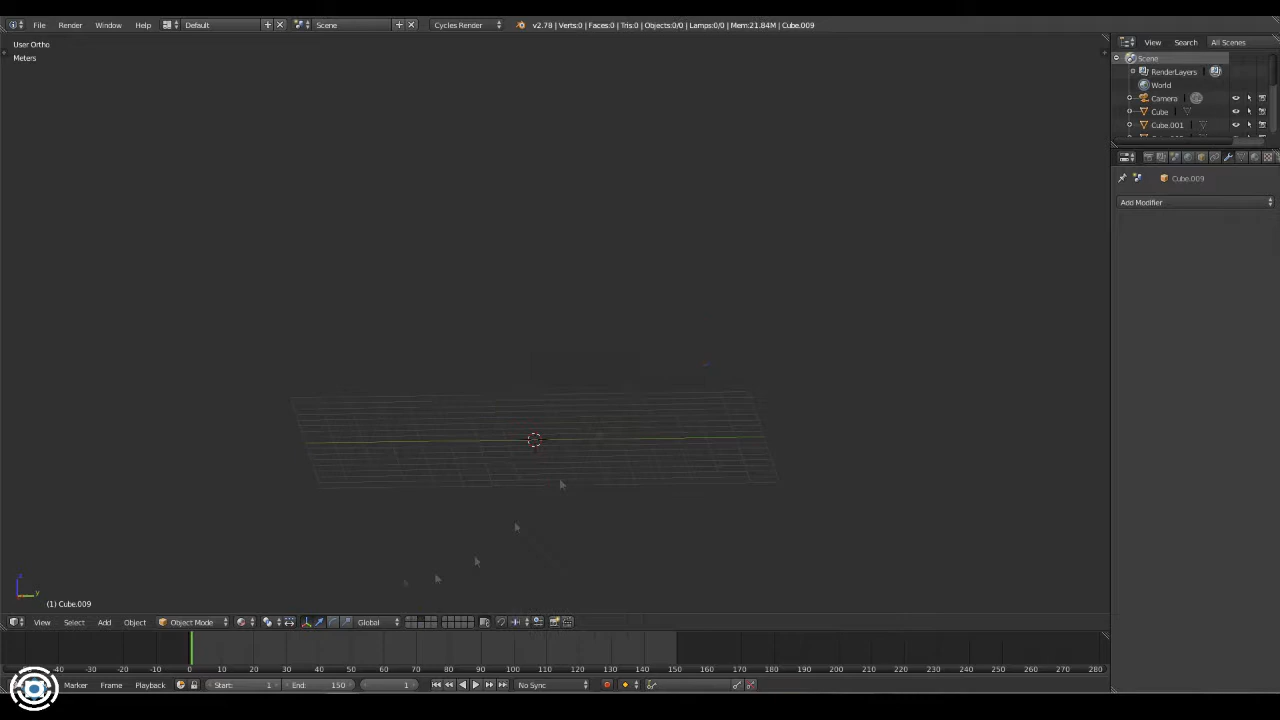 File Render Window Help Default Scene Cycles Render v2.78 | Verts:0 | Faces:0 | Tris:0 | Objects:0/0 | Lamps:0/0 | Mem:21.84M | Cube.009
User Ortho
Meters
View Search All Scenes
Scene
RenderLayers
World
Camera
Cube
Cube.001
Cube.009
Add Modifier
z
y
(1) Cube.009
View Select Add Object Object Mode Global
-40 -30 -20 -10 0 10 20 30 40 50 60 70 80 90 100 110 120 130 140 150 160 170 180 190 200 210 220 230 240 250 260 270 280
Marker Frame Playback Start: 1 End: 150 1 No Sync